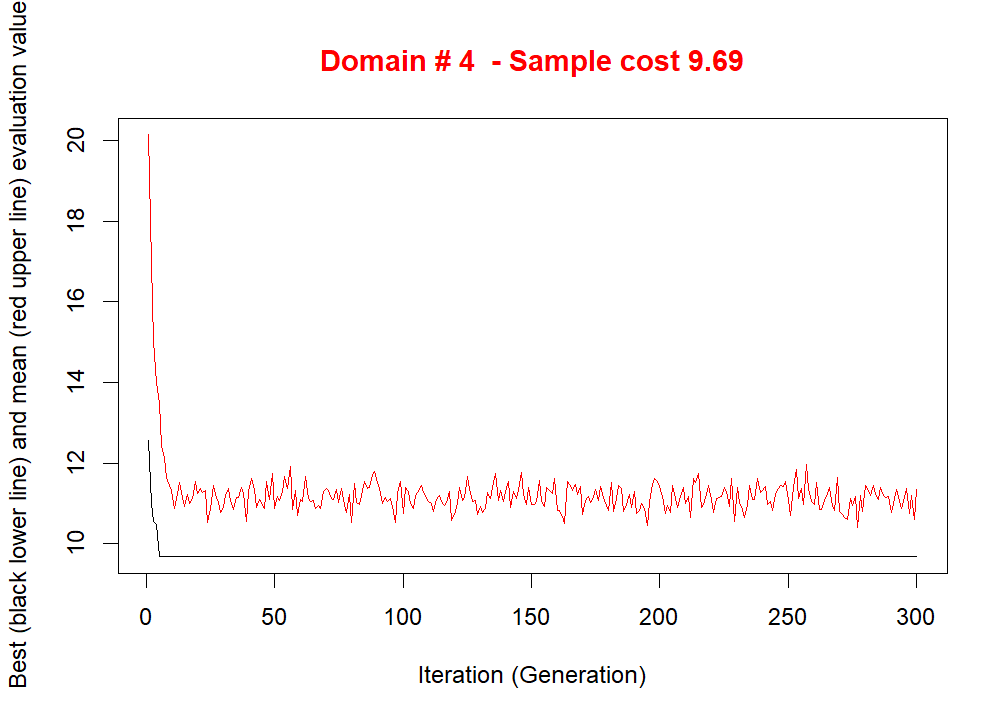 Domain # 4  - Sample cost 9.69
Best (black lower line) and mean (red upper line) evaluation value
20
18
16
14
12
10
0 50 100 150 200 250 300
Iteration (Generation)